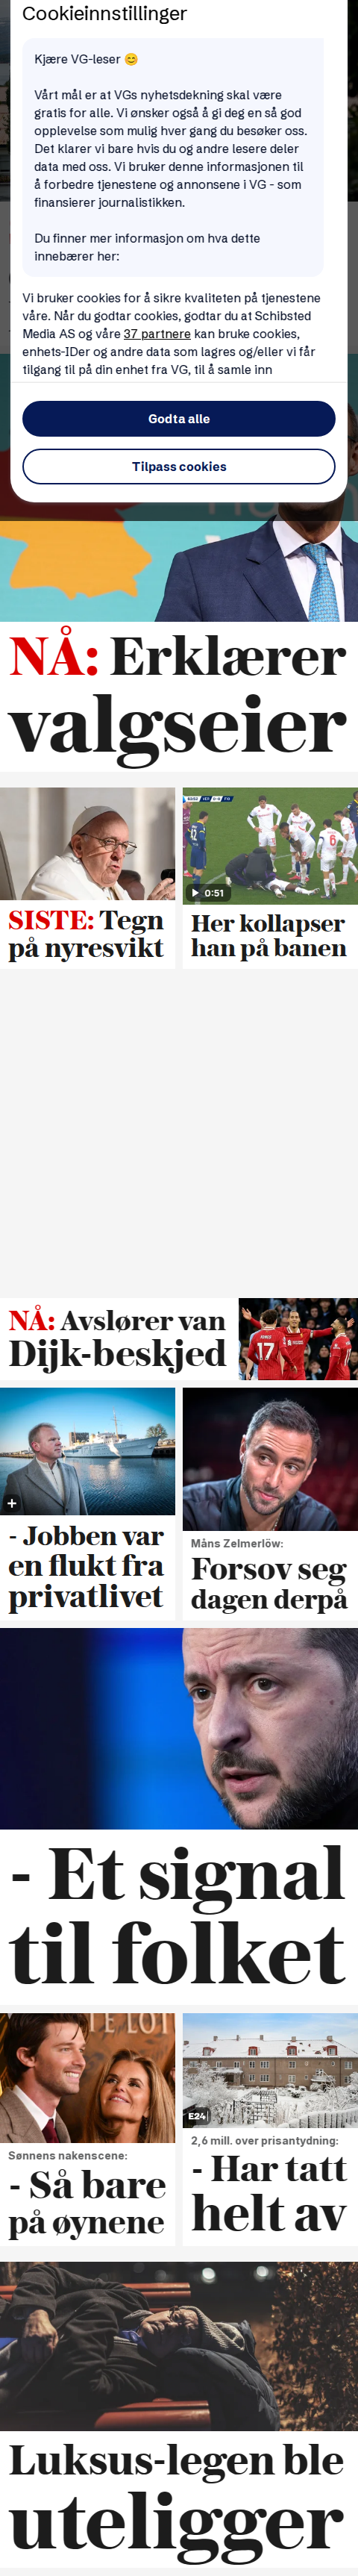 Cookieinnstillinger
Kjære VG-leser 😊
Vårt mål er at VGs nyhetsdekning skal være
gratis for alle. Vi ønsker også å gi deg en så god
opplevelse som mulig hver gang du besøker oss.
Det klarer vi bare hvis du og andre lesere deler
data med oss. Vi bruker denne informasjonen til
å forbedre tjenestene og annonsene i VG - som
finansierer journalistikken.
Du finner mer informasjon om hva dette
innebærer her:
Vi bruker cookies for å sikre kvaliteten på tjenestene
våre. Når du godtar cookies, godtar du at Schibsted
Media AS og våre 37 partnere kan bruke cookies,
enhets-IDer og andre data som lagres og/eller vi får
tilgang til på din enhet fra VG, til å samle inn
Godta alle
Tilpass cookies
NÅ: Erklærer
valgseier
0:51
SISTE: Tegn
på nyresvikt
Her kollapser
han på banen
NÅ: Avslører van
Dijk-beskjed
17
- Jobben var
en flukt fra
privatlivet
Måns Zelmerlöw:
Forsov seg
dagen derpå
- Et signal
til folket
E24
Sønnens nakenscene:
- Så bare
på øynene
2,6 mill. over prisantydning:
- Har tatt
helt av
Luksus-legen ble
uteligger